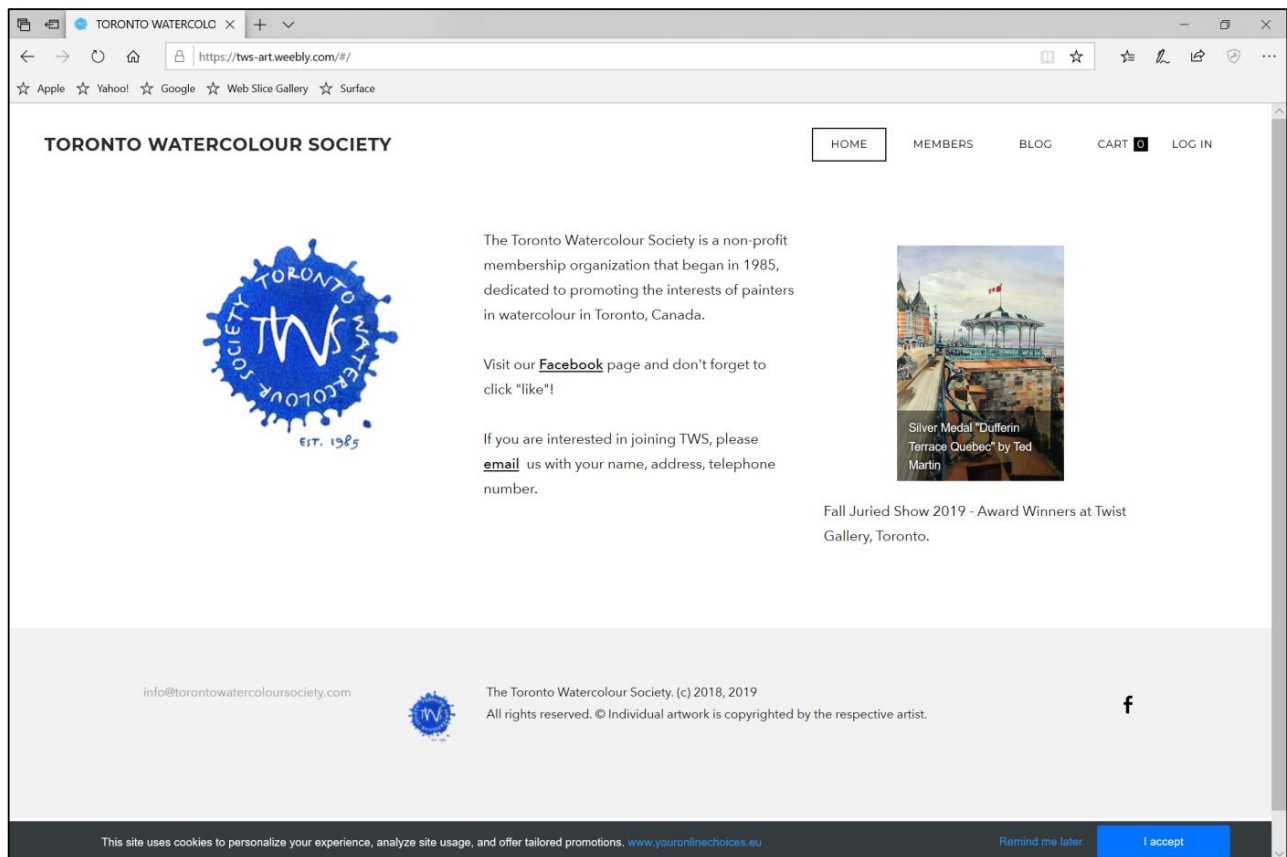 TORONTO WATERCOLC
https://tws-art.weebly.com/#/
Apple Yahoo! Google Web Slice Gallery Surface
TORONTO WATERCOLOUR SOCIETY
HOME MEMBERS BLOG CART 0 LOG IN
TORONTO WATERCOLOUR SOCIETY
TWS
EST. 1985
The Toronto Watercolour Society is a non-profit
membership organization that began in 1985,
dedicated to promoting the interests of painters
in watercolour in Toronto, Canada.
Visit our Facebook page and don't forget to
click "like"!
If you are interested in joining TWS, please
email us with your name, address, telephone
number.
Silver Medal "Dufferin
Terrace Quebec" by Ted
Martin
Fall Juried Show 2019 - Award Winners at Twist
Gallery, Toronto.
info@torontowatercoloursociety.com
TWS
The Toronto Watercolour Society. (c) 2018, 2019
All rights reserved. © Individual artwork is copyrighted by the respective artist.
f
This site uses cookies to personalize your experience, analyze site usage, and offer tailored promotions. www.youronlinechoices.eu
Remind me later
I accept